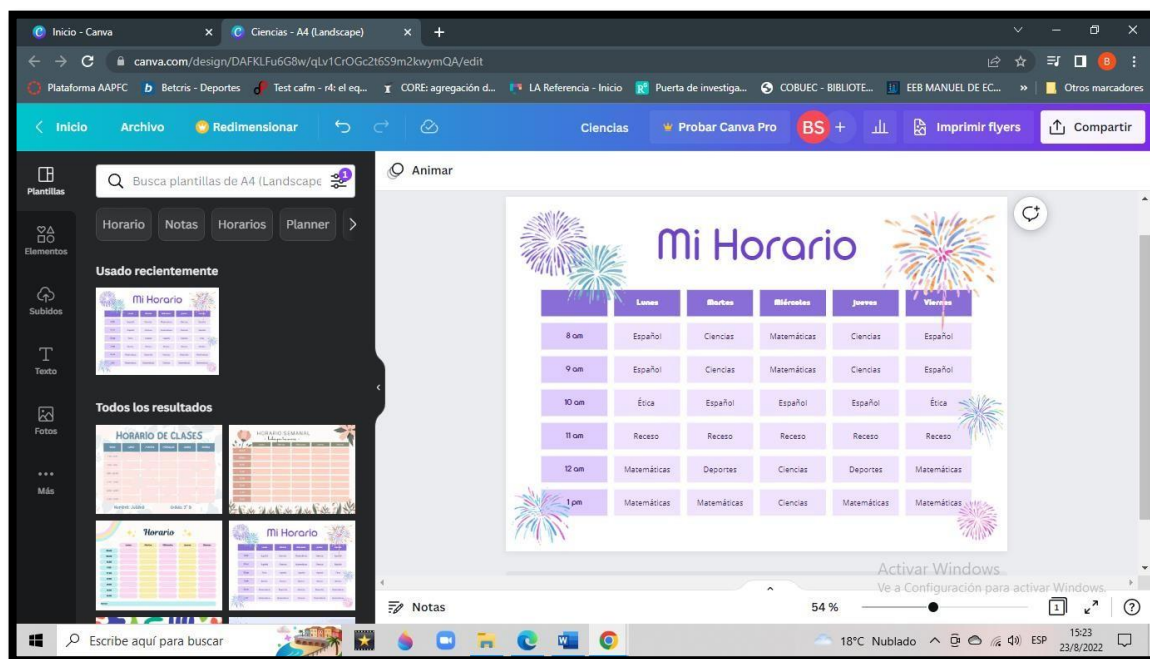 Inicio - Canva
Ciencias - A4 (Landscape)
canva.com/design/DAFKLFu6G8w/qLv1CrOGc2t6S9m2kwymQA/edit
Plataforma AAPFC b Betcris - Deportes Test cafm - r4: el eq... CORE: agregación d... LA Referencia - Inicio Puerta de investiga... COBUEC - BIBLIOTE... EEB MANUEL DE EC... » Otros marcadores
Inicio Archivo Redimensionar Ciencias Probar Canva Pro BS + Imprimir flyers Compartir
Plantillas
Elementos
Subidos
Texto
Fotos
Más
Busca plantillas de A4 (Landscape
1
Horario Notas Horarios Planner
Usado recientemente
Mi Horario
Todos los resultados
HORARIO DE CLASES
HORARIO SEMANAL
Horario
Mi Horario
Animar
Mi Horario
Lunes Martes Miércoles Jueves Viernes
8 am Español Ciencias Matemáticas Ciencias Español
9 am Español Ciencias Matemáticas Ciencias Español
10 am Ética Español Español Español Ética
11 am Receso Receso Receso Receso Receso
12 am Matemáticas Deportes Ciencias Deportes Matemáticas
1 pm Matemáticas Matemáticas Ciencias Matemáticas Matemáticas
Activar Windows
Ve a Configuración para activar Windows.
Notas 54 % 1
Escribe aquí para buscar
18°C Nublado ESP 15:23
23/8/2022